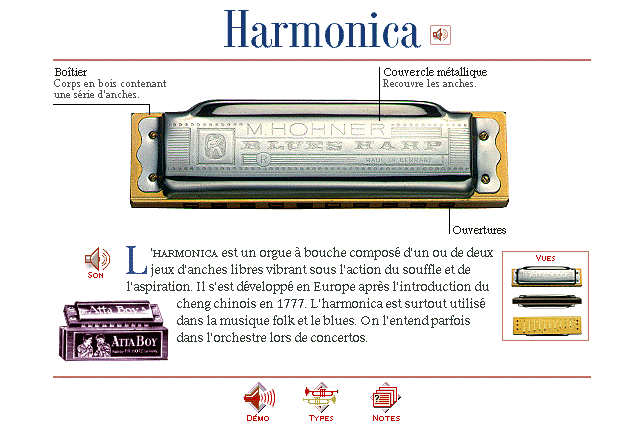 Harmonica
Boîtier
Corps en bois contenant
une série d'anches.
Couvercle métallique
Recouvre les anches.
M. HOHNER
BLUES HARP
MADE IN GERMANY
Ouvertures
Son
L'HARMONICA est un orgue à bouche composé d'un ou de deux
jeux d'anches libres vibrant sous l'action du souffle et de
l'aspiration. Il s'est développé en Europe après l'introduction du
cheng chinois en 1777. L'harmonica est surtout utilisé
dans la musique folk et le blues. On l'entend parfois
dans l'orchestre lors de concertos.
Vues
Atta Boy
ATTA BOY
Démo
Types
Notes